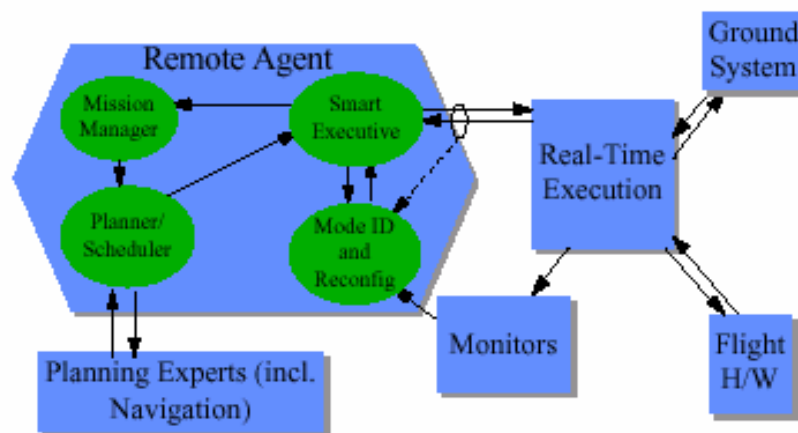 Remote Agent
Mission
Manager
Smart
Executive
Planner/
Scheduler
Mode ID
and
Reconfig
Ground
System
Real-Time
Execution
Monitors
Flight
H/W
Planning Experts (incl.
Navigation)